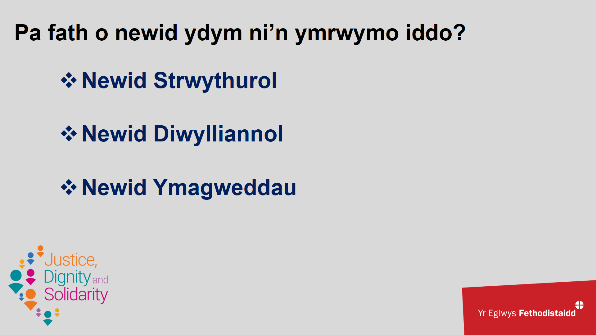 Pa fath o newid ydym ni’n ymrwymo iddo?
❖ Newid Strwythurol
❖ Newid Diwylliannol
❖ Newid Ymagweddau
Justice,
Dignity and
Solidarity
Yr Eglwys Fethodistaidd